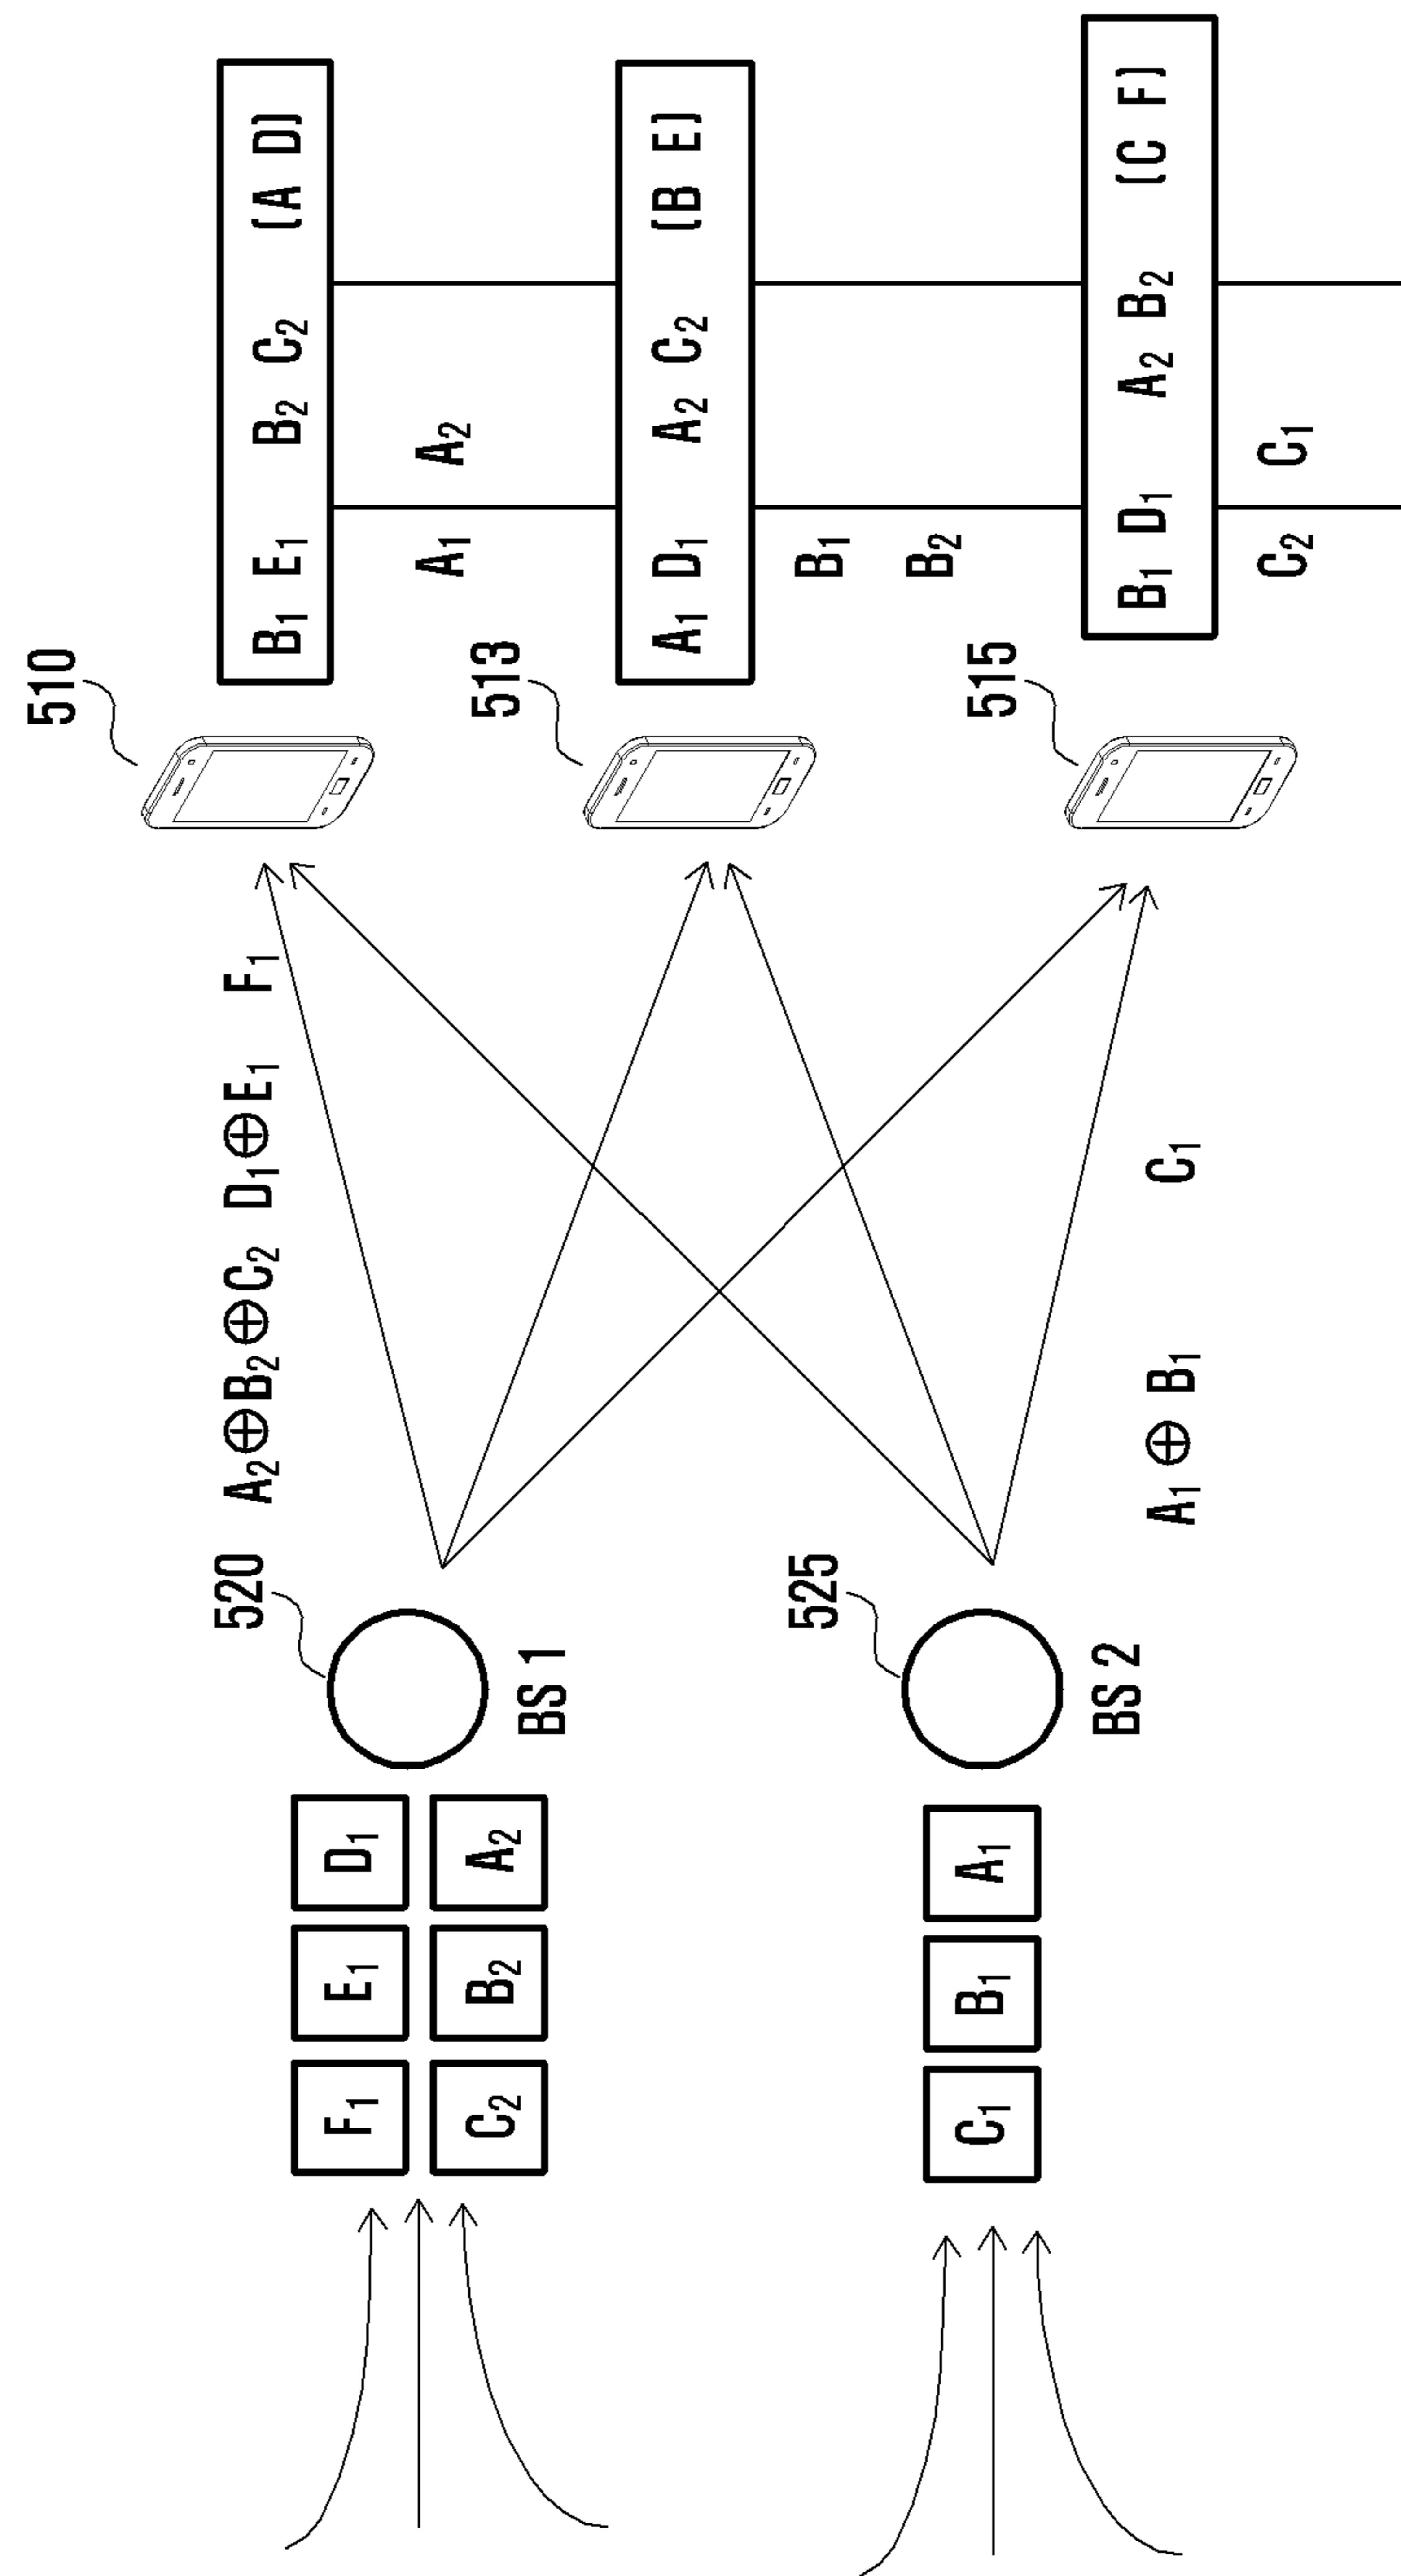 510
B₁ E₁ B₂ C₂ (A D)
A₁ A₂
513
A₁ D₁ A₂ C₂ (B E)
B₁
B₂
515
B₁ D₁ A₂ B₂ (C F)
C₂ C₁
A₂⊕B₂⊕C₂ D₁⊕E₁ F₁
520
F₁ E₁ D₁
C₂ B₂ A₂
BS 1
525
C₁ B₁ A₁
BS 2
A₁ ⊕ B₁ C₁